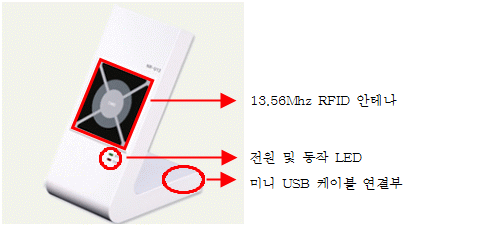 13.56Mhz RFID 안테나
전원 및 동작 LED
미니 USB 케이블 연결부